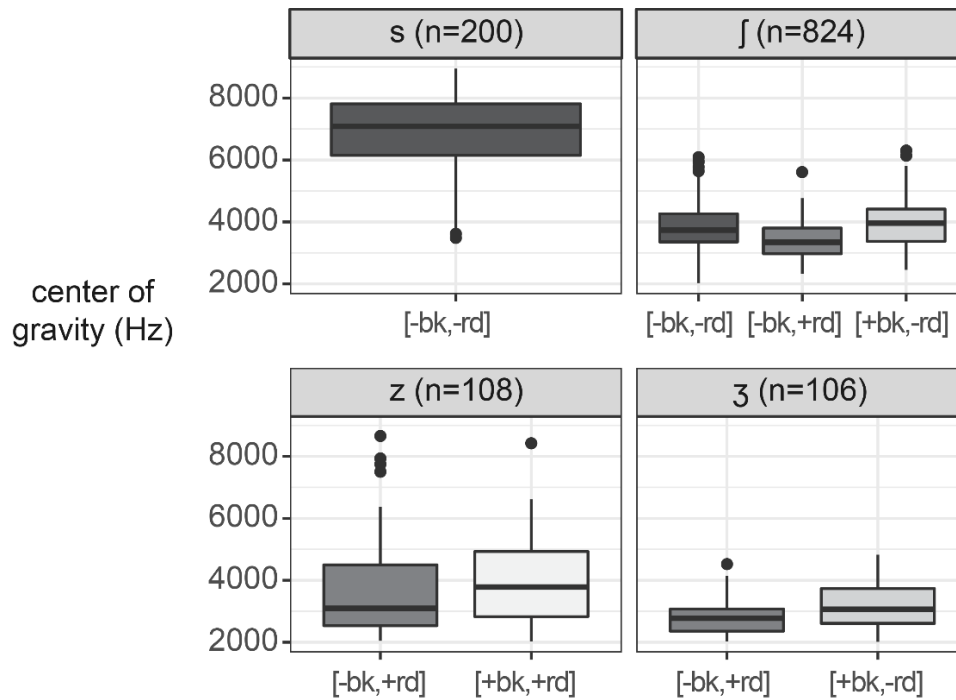 s (n=200)
ʃ (n=824)
8000
6000
4000
2000
[-bk,-rd]
[-bk,-rd]
[-bk,+rd]
[+bk,-rd]
center of
gravity (Hz)
z (n=108)
ʒ (n=106)
8000
6000
4000
2000
[-bk,+rd]
[+bk,+rd]
[-bk,+rd]
[+bk,-rd]